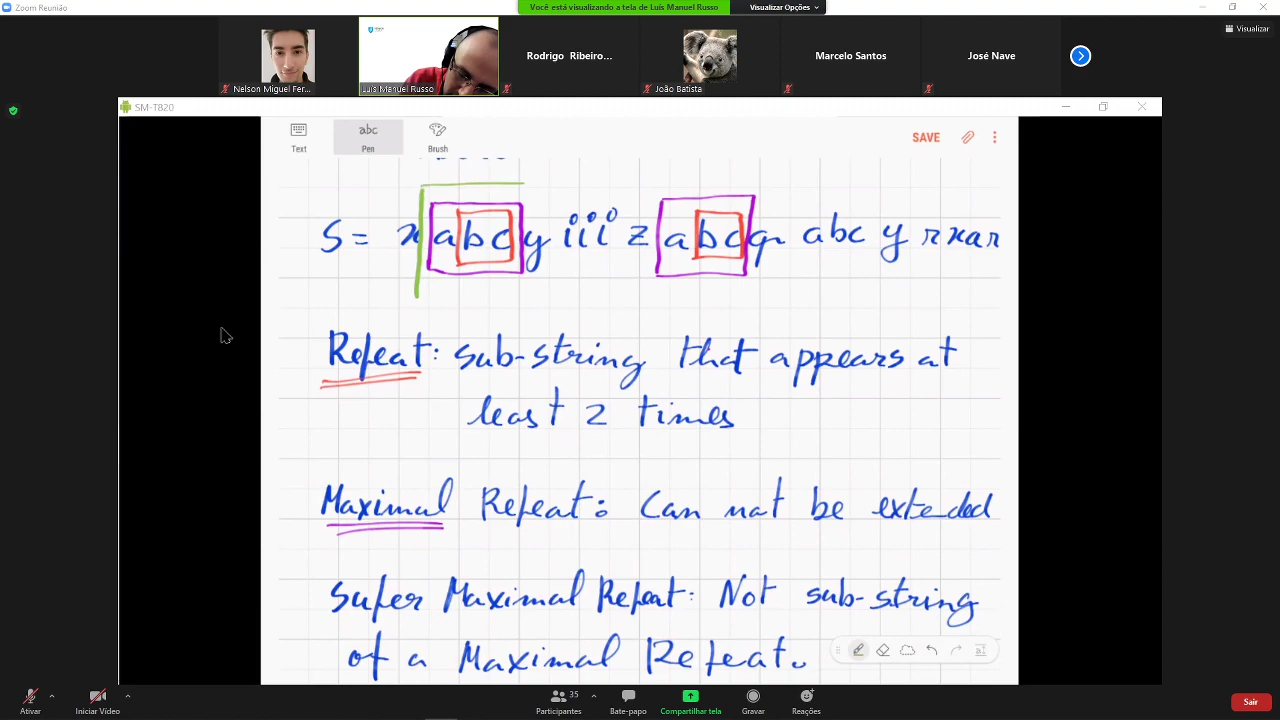 Zoom Reunião
Você está visualizando a tela de Luís Manuel Russo
Visualizar Opções
Visualizar
Nelson Miguel Fer...
Luís Manuel Russo
Rodrigo Ribeiro...
João Batista
Marcelo Santos
José Nave
SM-T820
Text
abc
Pen
Brush
SAVE
S = x abc y iii z abc q abc y r x a r
Repeat: sub-string that appears at
least 2 times
Maximal Repeat: Can not be extended
Super Maximal Repeat: Not sub-string
of a Maximal Repeat.
Ativar
Iniciar Vídeo
35
Participantes
Bate-papo
Compartilhar tela
Gravar
Reações
Sair